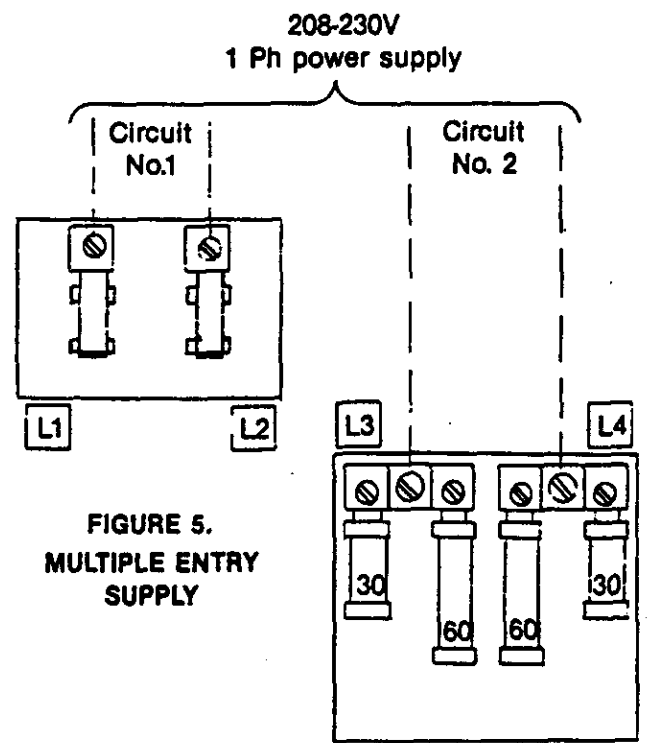 208-230V
1 Ph power supply
Circuit
No.1
Circuit
No. 2
L1
L2
L3
L4
FIGURE 5.
MULTIPLE ENTRY
SUPPLY
30
60
60
30